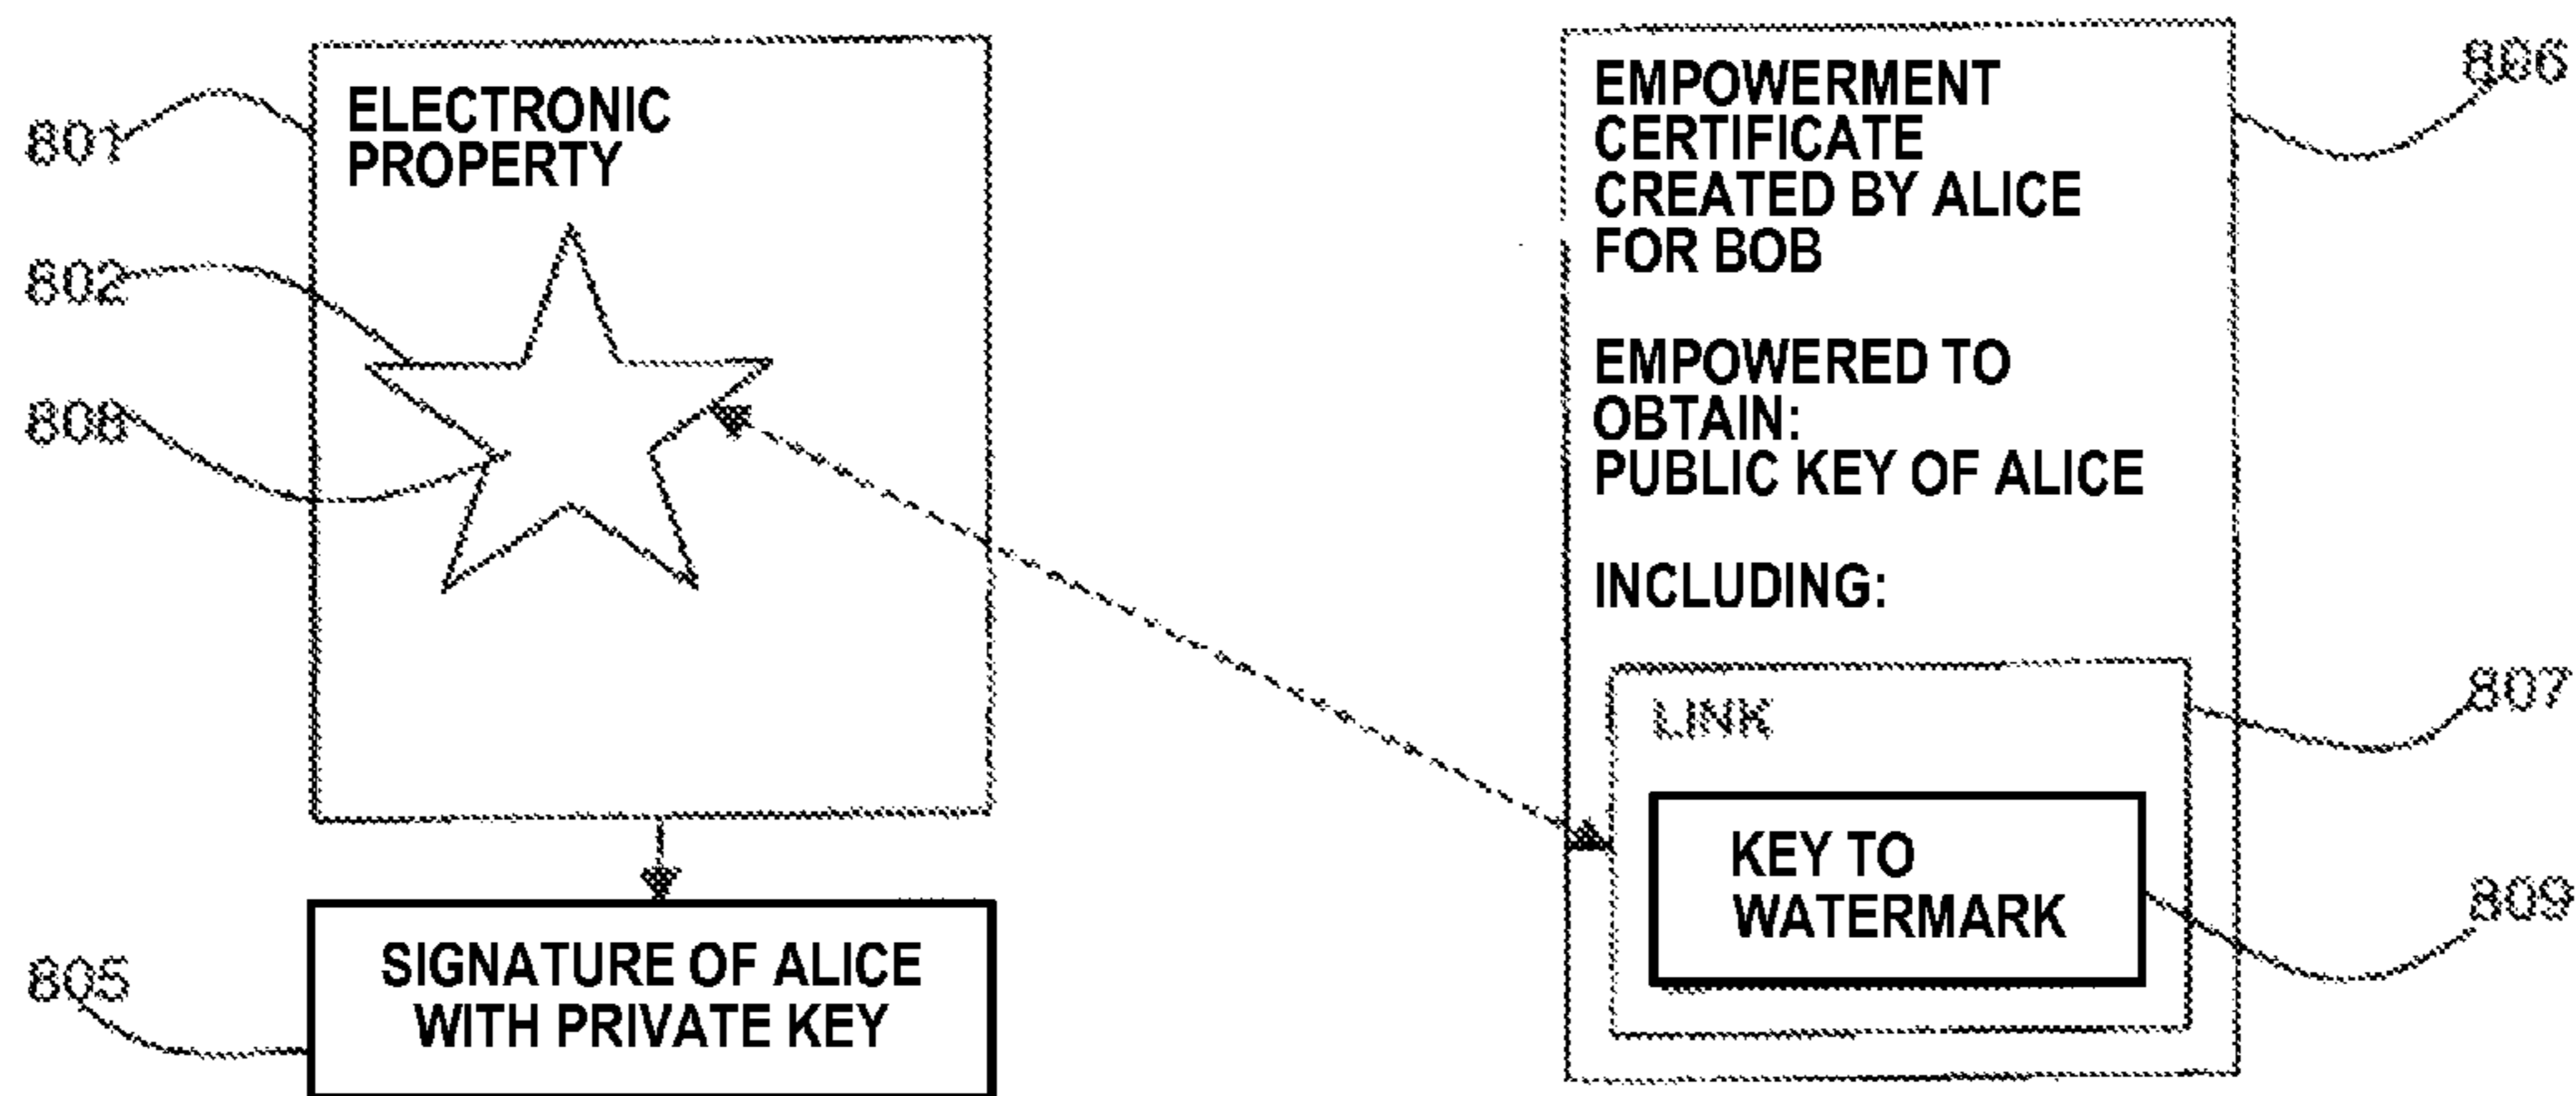 801
ELECTRONIC
PROPERTY
802
808
805
SIGNATURE OF ALICE
WITH PRIVATE KEY
806
EMPOWERMENT
CERTIFICATE
CREATED BY ALICE
FOR BOB
EMPOWERED TO
OBTAIN:
PUBLIC KEY OF ALICE
INCLUDING:
807
LINK
KEY TO
WATERMARK
809